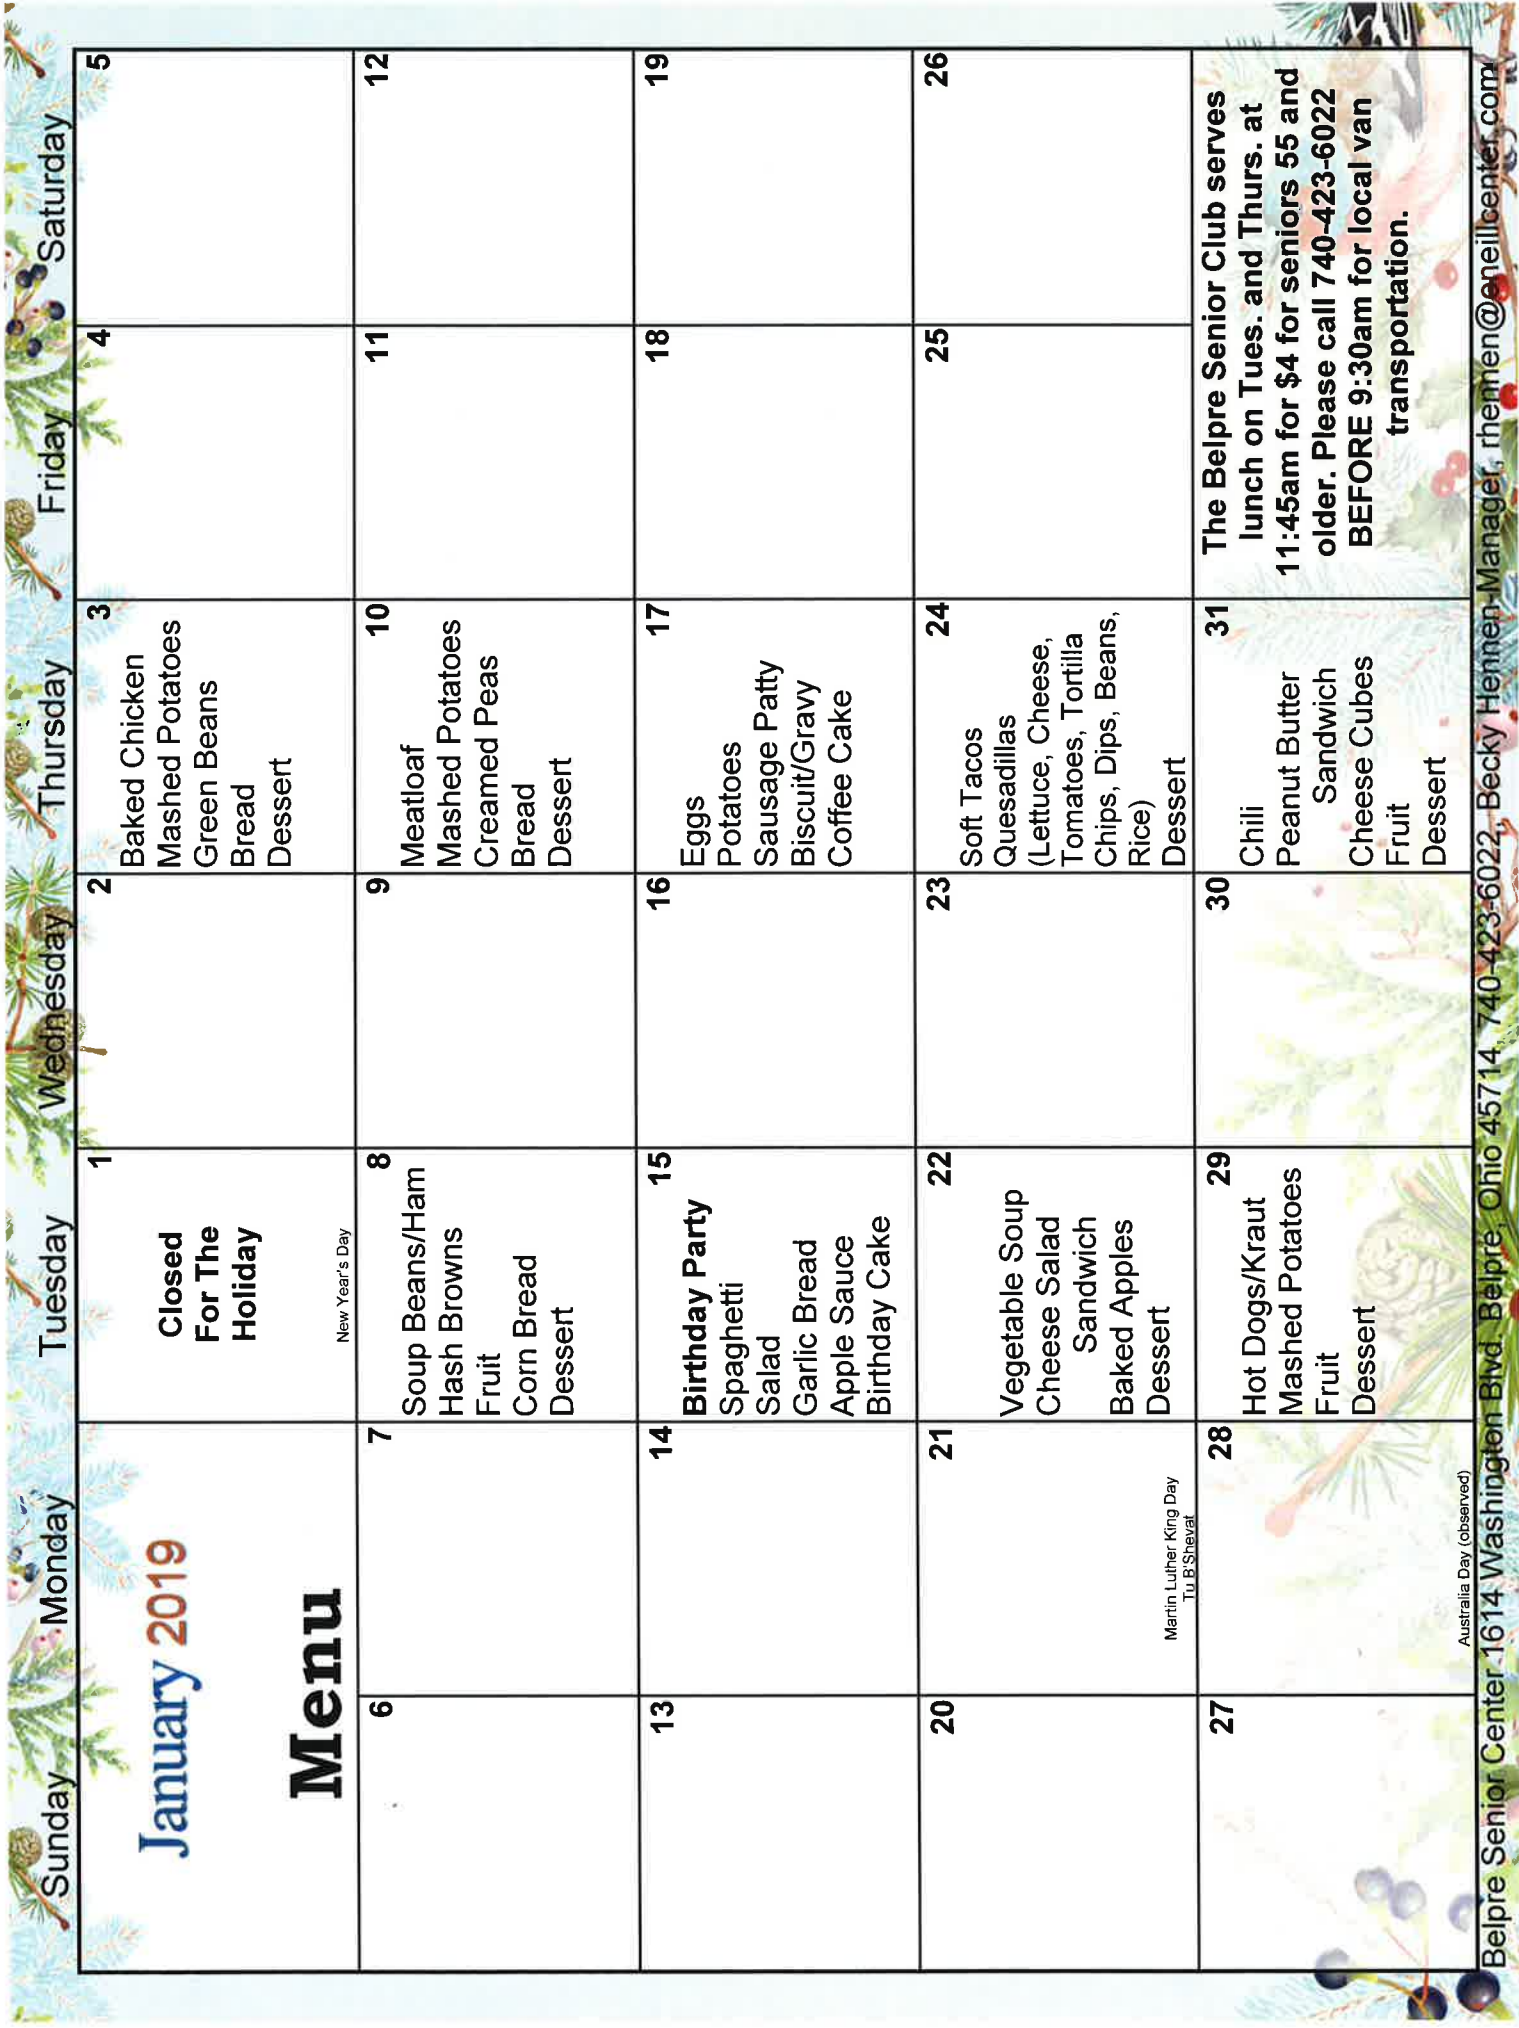 Sunday Monday Tuesday Wednesday Thursday Friday Saturday
January 2019
Menu
1
Closed
For The
Holiday
New Year's Day
2
3
Baked Chicken
Mashed Potatoes
Green Beans
Bread
Dessert
4
5
6
7
8
Soup Beans/Ham
Hash Browns
Fruit
Corn Bread
Dessert
9
10
Meatloaf
Mashed Potatoes
Creamed Peas
Bread
Dessert
11
12
13
14
15
Birthday Party
Spaghetti
Salad
Garlic Bread
Apple Sauce
Birthday Cake
16
17
Eggs
Potatoes
Sausage Patty
Biscuit/Gravy
Coffee Cake
18
19
20
21
Martin Luther King Day
Tu B'Shevat
22
Vegetable Soup
Cheese Salad
Sandwich
Baked Apples
Dessert
23
24
Soft Tacos
Quesadillas
(Lettuce, Cheese,
Tomatoes, Tortilla
Chips, Dips, Beans,
Rice)
Dessert
25
26
27
28
Australia Day (observed)
29
Hot Dogs/Kraut
Mashed Potatoes
Fruit
Dessert
30
31
Chili
Peanut Butter
Sandwich
Cheese Cubes
Fruit
Dessert
The Belpre Senior Club serves
lunch on Tues. and Thurs. at
11:45am for $4 for seniors 55 and
older. Please call 740-423-6022
BEFORE 9:30am for local van
transportation.
Belpre Senior Center 1614 Washington Blvd, Belpre, Ohio 45714, 740-423-6022, Becky Hennen-Manager, rhennen@oneillcenter.com